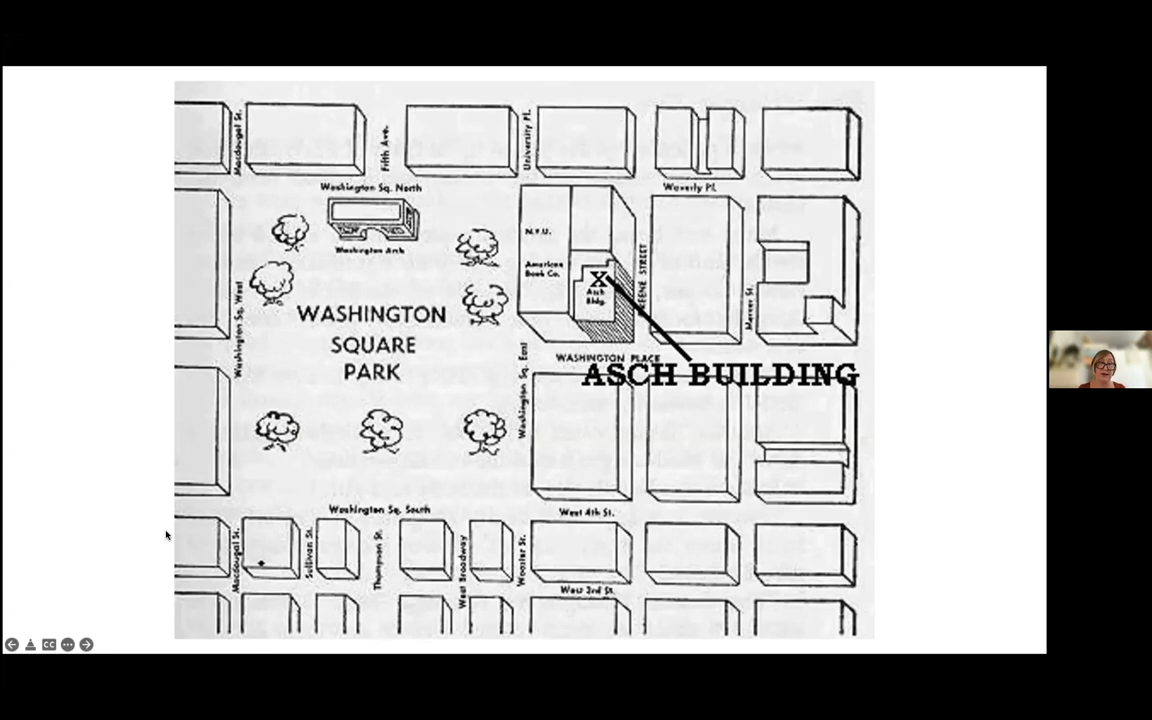 Macdougal St.
Fifth Ave.
University Pl.
Washington Sq. North
Waverly Pl.
Washington Arch
N.Y.U.
American
Book Co.
X
Asch
Bldg.
GREENE STREET
Mercer St.
Washington Sq. West
WASHINGTON
SQUARE
PARK
Washington Sq. East
WASHINGTON PLACE
ASCH BUILDING
Washington Sq. South
West 4th St.
Macdougal St.
Sullivan St.
Thompson St.
West Broadway
Wooster St.
West 3rd St.
CC